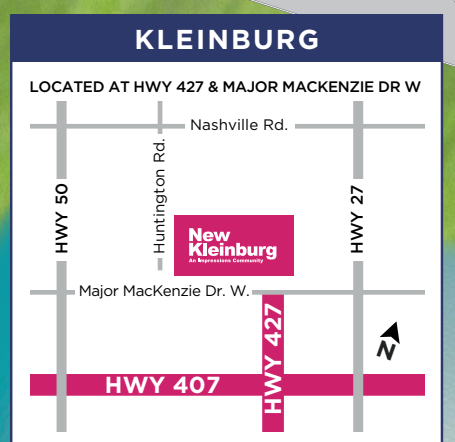 KLEINBURG
LOCATED AT HWY 427 & MAJOR MACKENZIE DR W
Nashville Rd.
HWY 50
Huntington Rd.
HWY 27
New
Kleinburg
An Impressions Community
Major MacKenzie Dr. W.
HWY 427
N
HWY 407